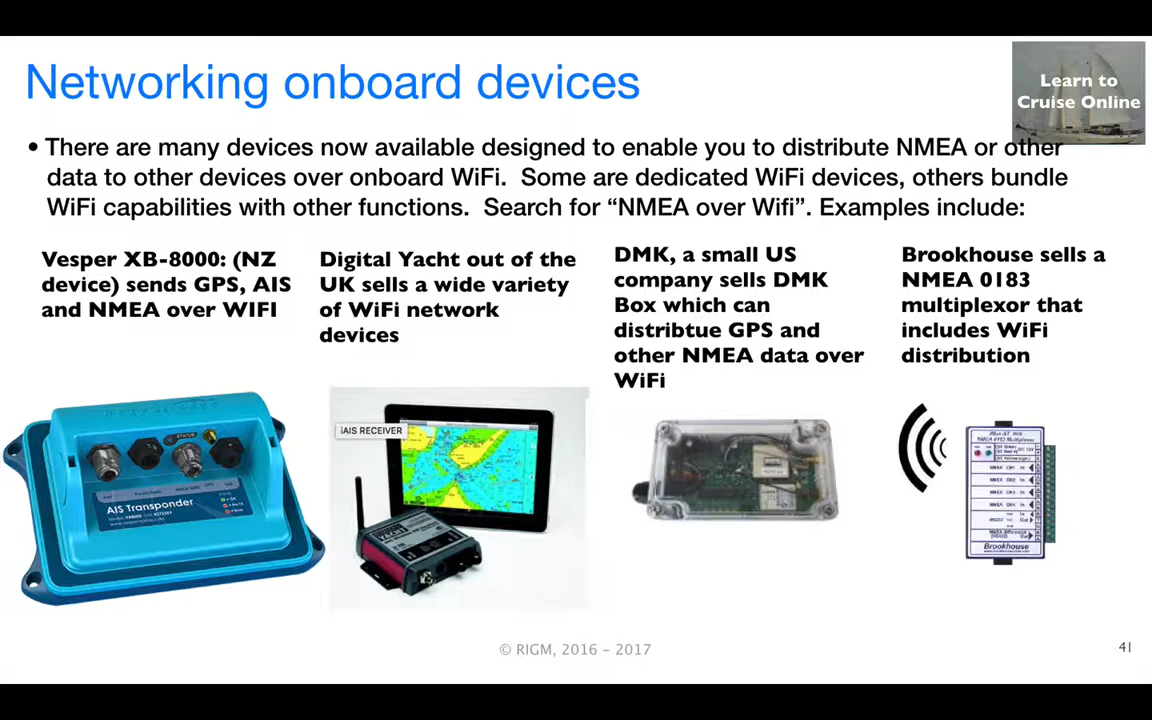 Networking onboard devices
Learn to
Cruise Online
• There are many devices now available designed to enable you to distribute NMEA or other
data to other devices over onboard WiFi. Some are dedicated WiFi devices, others bundle
WiFi capabilities with other functions. Search for “NMEA over Wifi”. Examples include:
Vesper XB-8000: (NZ
device) sends GPS, AIS
and NMEA over WIFI
Digital Yacht out of the
UK sells a wide variety
of WiFi network
devices
DMK, a small US
company sells DMK
Box which can
distribtue GPS and
other NMEA data over
WiFi
Brookhouse sells a
NMEA 0183
multiplexor that
includes WiFi
distribution
STATUS
AIS Transponder
iAIS RECEIVER
NMEA 0183 Multiplexer
Brookhouse
© RIGM, 2016 – 2017
41